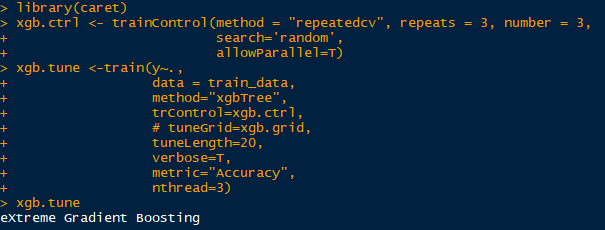 > library(caret)
> xgb.ctrl <- trainControl(method = "repeatedcv", repeats = 3, number = 3,
+                          search='random',
+                          allowParallel=T)
> xgb.tune <-train(y~.,
+                  data = train_data,
+                  method="xgbTree",
+                  trControl=xgb.ctrl,
+                  # tuneGrid=xgb.grid,
+                  tuneLength=20,
+                  verbose=T,
+                  metric="Accuracy",
+                  nthread=3)
> xgb.tune
eXtreme Gradient Boosting